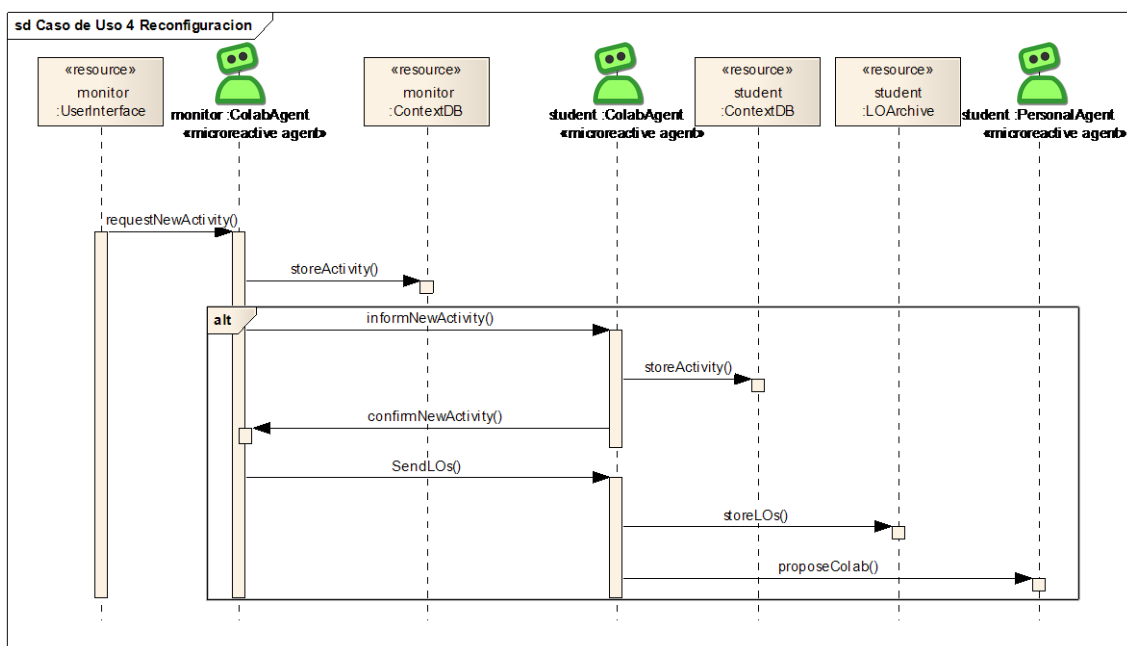 sd Caso de Uso 4 Reconfiguracion
«resource»
monitor
:UserInterface
monitor :ColabAgent
«microreactive agent»
«resource»
monitor
:ContextDB
student :ColabAgent
«microreactive agent»
«resource»
student
:ContextDB
«resource»
student
:LOArchive
student :PersonalAgent
«microreactive agent»
requestNewActivity()
storeActivity()
alt
informNewActivity()
storeActivity()
confirmNewActivity()
SendLOs()
storeLOs()
proposeColab()